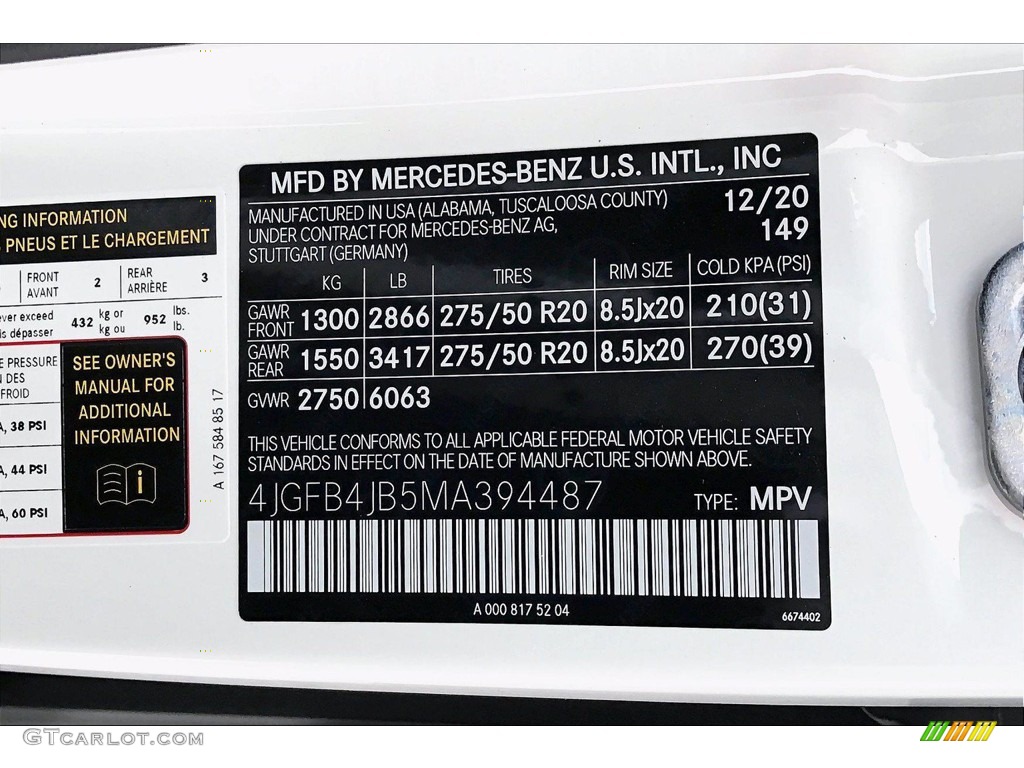 NG INFORMATION
PNEUS ET LE CHARGEMENT
FRONT
AVANT
2
REAR
ARRIÈRE
3
ever exceed
is dépasser
432 kg or
kg ou
952 lbs.
lb.
E PRESSURE
DES
FROID
A, 38 PSI
A, 44 PSI
A, 60 PSI
SEE OWNER'S
MANUAL FOR
ADDITIONAL
INFORMATION
i
A 167 584 85 17
MFD BY MERCEDES-BENZ U.S. INTL., INC
MANUFACTURED IN USA (ALABAMA, TUSCALOOSA COUNTY) 12/20
UNDER CONTRACT FOR MERCEDES-BENZ AG, 149
STUTTGART (GERMANY)
KG LB TIRES RIM SIZE COLD KPA (PSI)
GAWR
FRONT 1300 2866 275/50 R20 8.5Jx20 210(31)
GAWR
REAR 1550 3417 275/50 R20 8.5Jx20 270(39)
GVWR 2750 6063
THIS VEHICLE CONFORMS TO ALL APPLICABLE FEDERAL MOTOR VEHICLE SAFETY
STANDARDS IN EFFECT ON THE DATE OF MANUFACTURE SHOWN ABOVE.
4JGFB4JB5MA394487 TYPE: MPV
A 000 817 52 04
6674402
GTcarlot.com